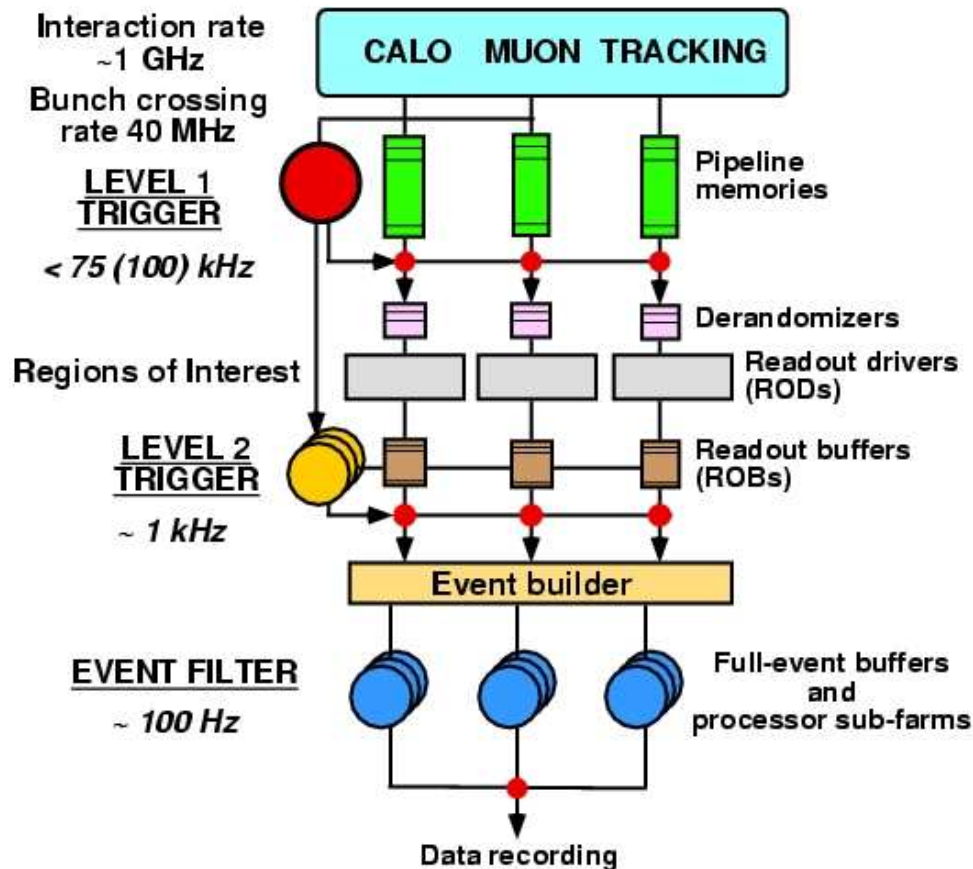 Interaction rate
~1 GHz
CALO MUON TRACKING
Bunch crossing
rate 40 MHz
Pipeline
memories
LEVEL 1
TRIGGER
< 75 (100) kHz
Derandomizers
Regions of Interest
Readout drivers
(RODs)
LEVEL 2
TRIGGER
Readout buffers
(ROBs)
~ 1 kHz
Event builder
EVENT FILTER
~ 100 Hz
Full-event buffers
and
processor sub-farms
Data recording